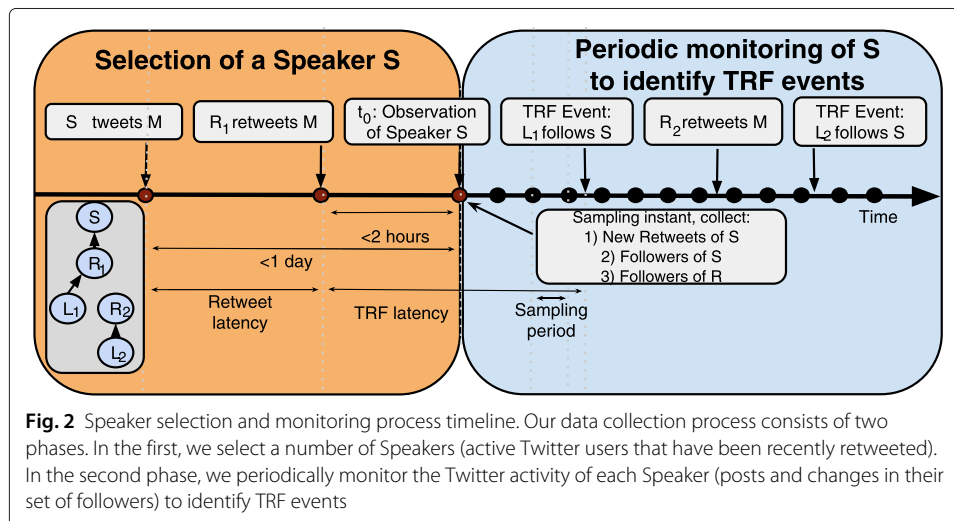 Selection of a Speaker S
Periodic monitoring of S
to identify TRF events
S tweets M
R1 retweets M
t0: Observation
of Speaker S
TRF Event:
L1 follows S
R2 retweets M
TRF Event:
L2 follows S
Time
S
R1
L1
R2
L2
<2 hours
<1 day
Retweet
latency
TRF latency
Sampling instant, collect:
1) New Retweets of S
2) Followers of S
3) Followers of R
Sampling
period
Fig. 2 Speaker selection and monitoring process timeline. Our data collection process consists of two
phases. In the first, we select a number of Speakers (active Twitter users that have been recently retweeted).
In the second phase, we periodically monitor the Twitter activity of each Speaker (posts and changes in their
set of followers) to identify TRF events